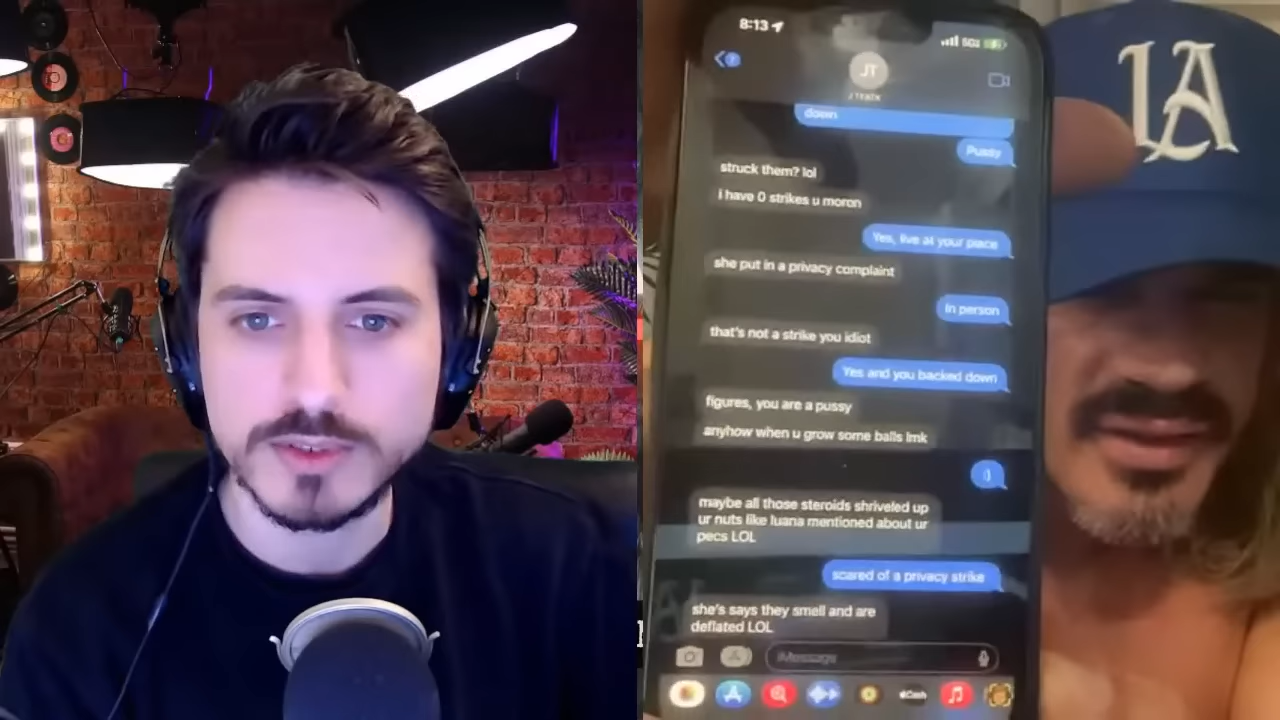 8:13
5G
JT
LA
down
Pussy
struck them? lol
i have 0 strikes u moron
Yes, live at your place
she put in a privacy complaint
in person
that's not a strike you idiot
Yes and you backed down
figures, you are a pussy
anyhow when u grow some balls lmk
:)
maybe all those steroids shriveled up
ur nuts like luana mentioned about ur
pecs LOL
scared of a privacy strike
she's says they smell and are
deflated LOL
iMessage
Cash